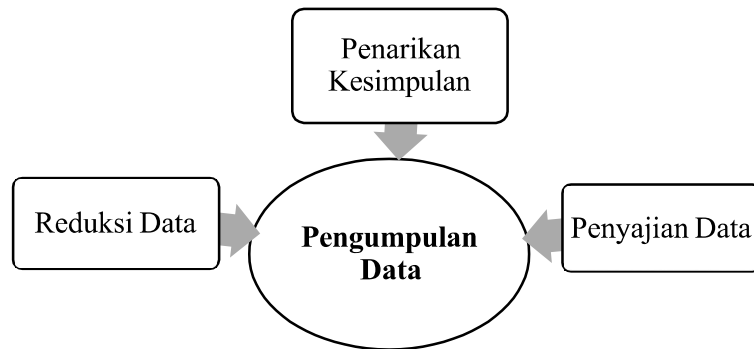 Penarikan
Kesimpulan
Reduksi Data
Pengumpulan
Data
Penyajian Data